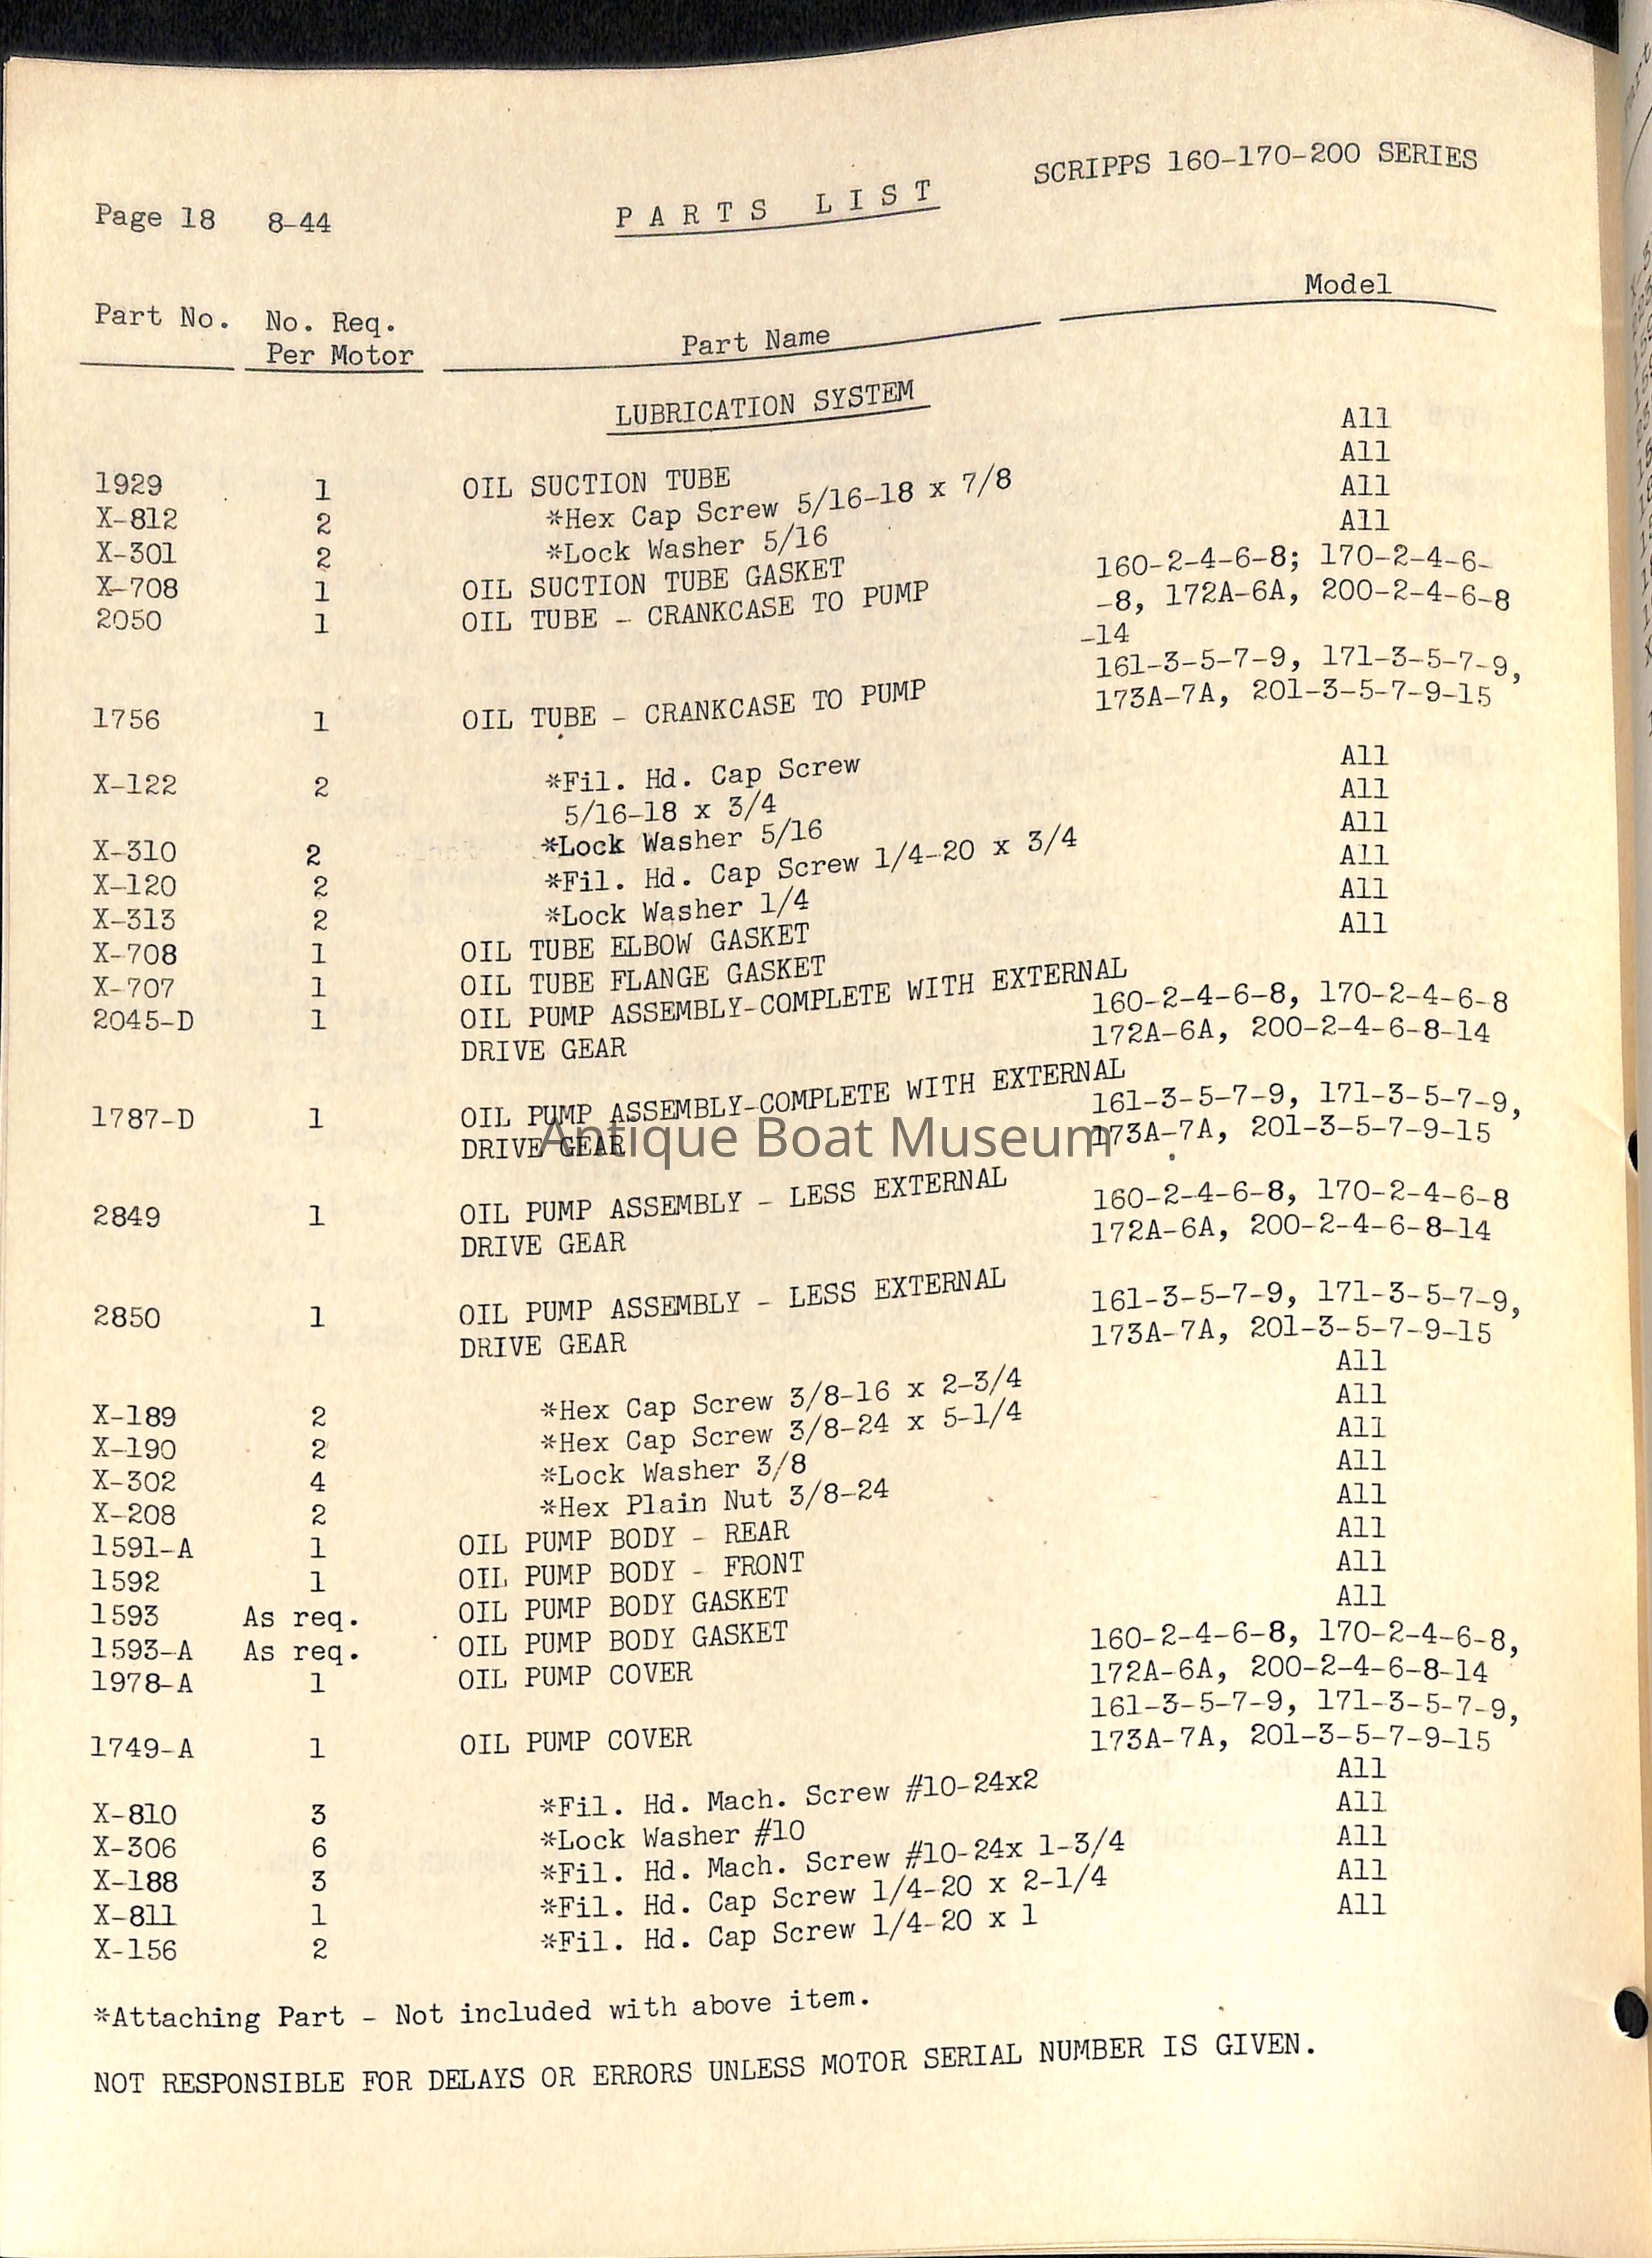 SCRIPPS 160-170-200 SERIES
Page 18 8-44 PARTS LIST
Model
Part No. No. Req. Per Motor Part Name
LUBRICATION SYSTEM
1929 1 OIL SUCTION TUBE All
X-812 2 *Hex Cap Screw 5/16-18 x 7/8 All
X-301 2 *Lock Washer 5/16 All
X-708 1 OIL SUCTION TUBE GASKET All
2050 1 OIL TUBE - CRANKCASE TO PUMP 160-2-4-6-8; 170-2-4-6-
-8, 172A-6A, 200-2-4-6-8
-14
1756 1 OIL TUBE - CRANKCASE TO PUMP 161-3-5-7-9, 171-3-5-7-9,
173A-7A, 201-3-5-7-9-15
X-122 2 *Fil. Hd. Cap Screw All
5/16-18 x 3/4
X-310 2 *Lock Washer 5/16 All
X-120 2 *Fil. Hd. Cap Screw 1/4-20 x 3/4 All
X-313 2 *Lock Washer 1/4 All
X-708 1 OIL TUBE ELBOW GASKET All
X-707 1 OIL TUBE FLANGE GASKET All
2045-D 1 OIL PUMP ASSEMBLY-COMPLETE WITH EXTERNAL 160-2-4-6-8, 170-2-4-6-8
DRIVE GEAR 172A-6A, 200-2-4-6-8-14
1787-D 1 OIL PUMP ASSEMBLY-COMPLETE WITH EXTERNAL 161-3-5-7-9, 171-3-5-7-9,
DRIVE GEAR 173A-7A, 201-3-5-7-9-15
Antique Boat Museum
2849 1 OIL PUMP ASSEMBLY - LESS EXTERNAL 160-2-4-6-8, 170-2-4-6-8
DRIVE GEAR 172A-6A, 200-2-4-6-8-14
2850 1 OIL PUMP ASSEMBLY - LESS EXTERNAL 161-3-5-7-9, 171-3-5-7-9,
DRIVE GEAR 173A-7A, 201-3-5-7-9-15
X-189 2 *Hex Cap Screw 3/8-16 x 2-3/4 All
X-190 2 *Hex Cap Screw 3/8-24 x 5-1/4 All
X-302 4 *Lock Washer 3/8 All
X-208 2 *Hex Plain Nut 3/8-24 All
1591-A 1 OIL PUMP BODY - REAR All
1592 1 OIL PUMP BODY - FRONT All
1593 As req. OIL PUMP BODY GASKET All
1593-A As req. OIL PUMP BODY GASKET All
1978-A 1 OIL PUMP COVER 160-2-4-6-8, 170-2-4-6-8,
172A-6A, 200-2-4-6-8-14
1749-A 1 OIL PUMP COVER 161-3-5-7-9, 171-3-5-7-9,
173A-7A, 201-3-5-7-9-15
X-810 3 *Fil. Hd. Mach. Screw #10-24x2 All
X-306 6 *Lock Washer #10 All
X-188 3 *Fil. Hd. Mach. Screw #10-24x 1-3/4 All
X-811 1 *Fil. Hd. Cap Screw 1/4-20 x 2-1/4 All
X-156 2 *Fil. Hd. Cap Screw 1/4-20 x 1 All
*Attaching Part - Not included with above item.
NOT RESPONSIBLE FOR DELAYS OR ERRORS UNLESS MOTOR SERIAL NUMBER IS GIVEN.